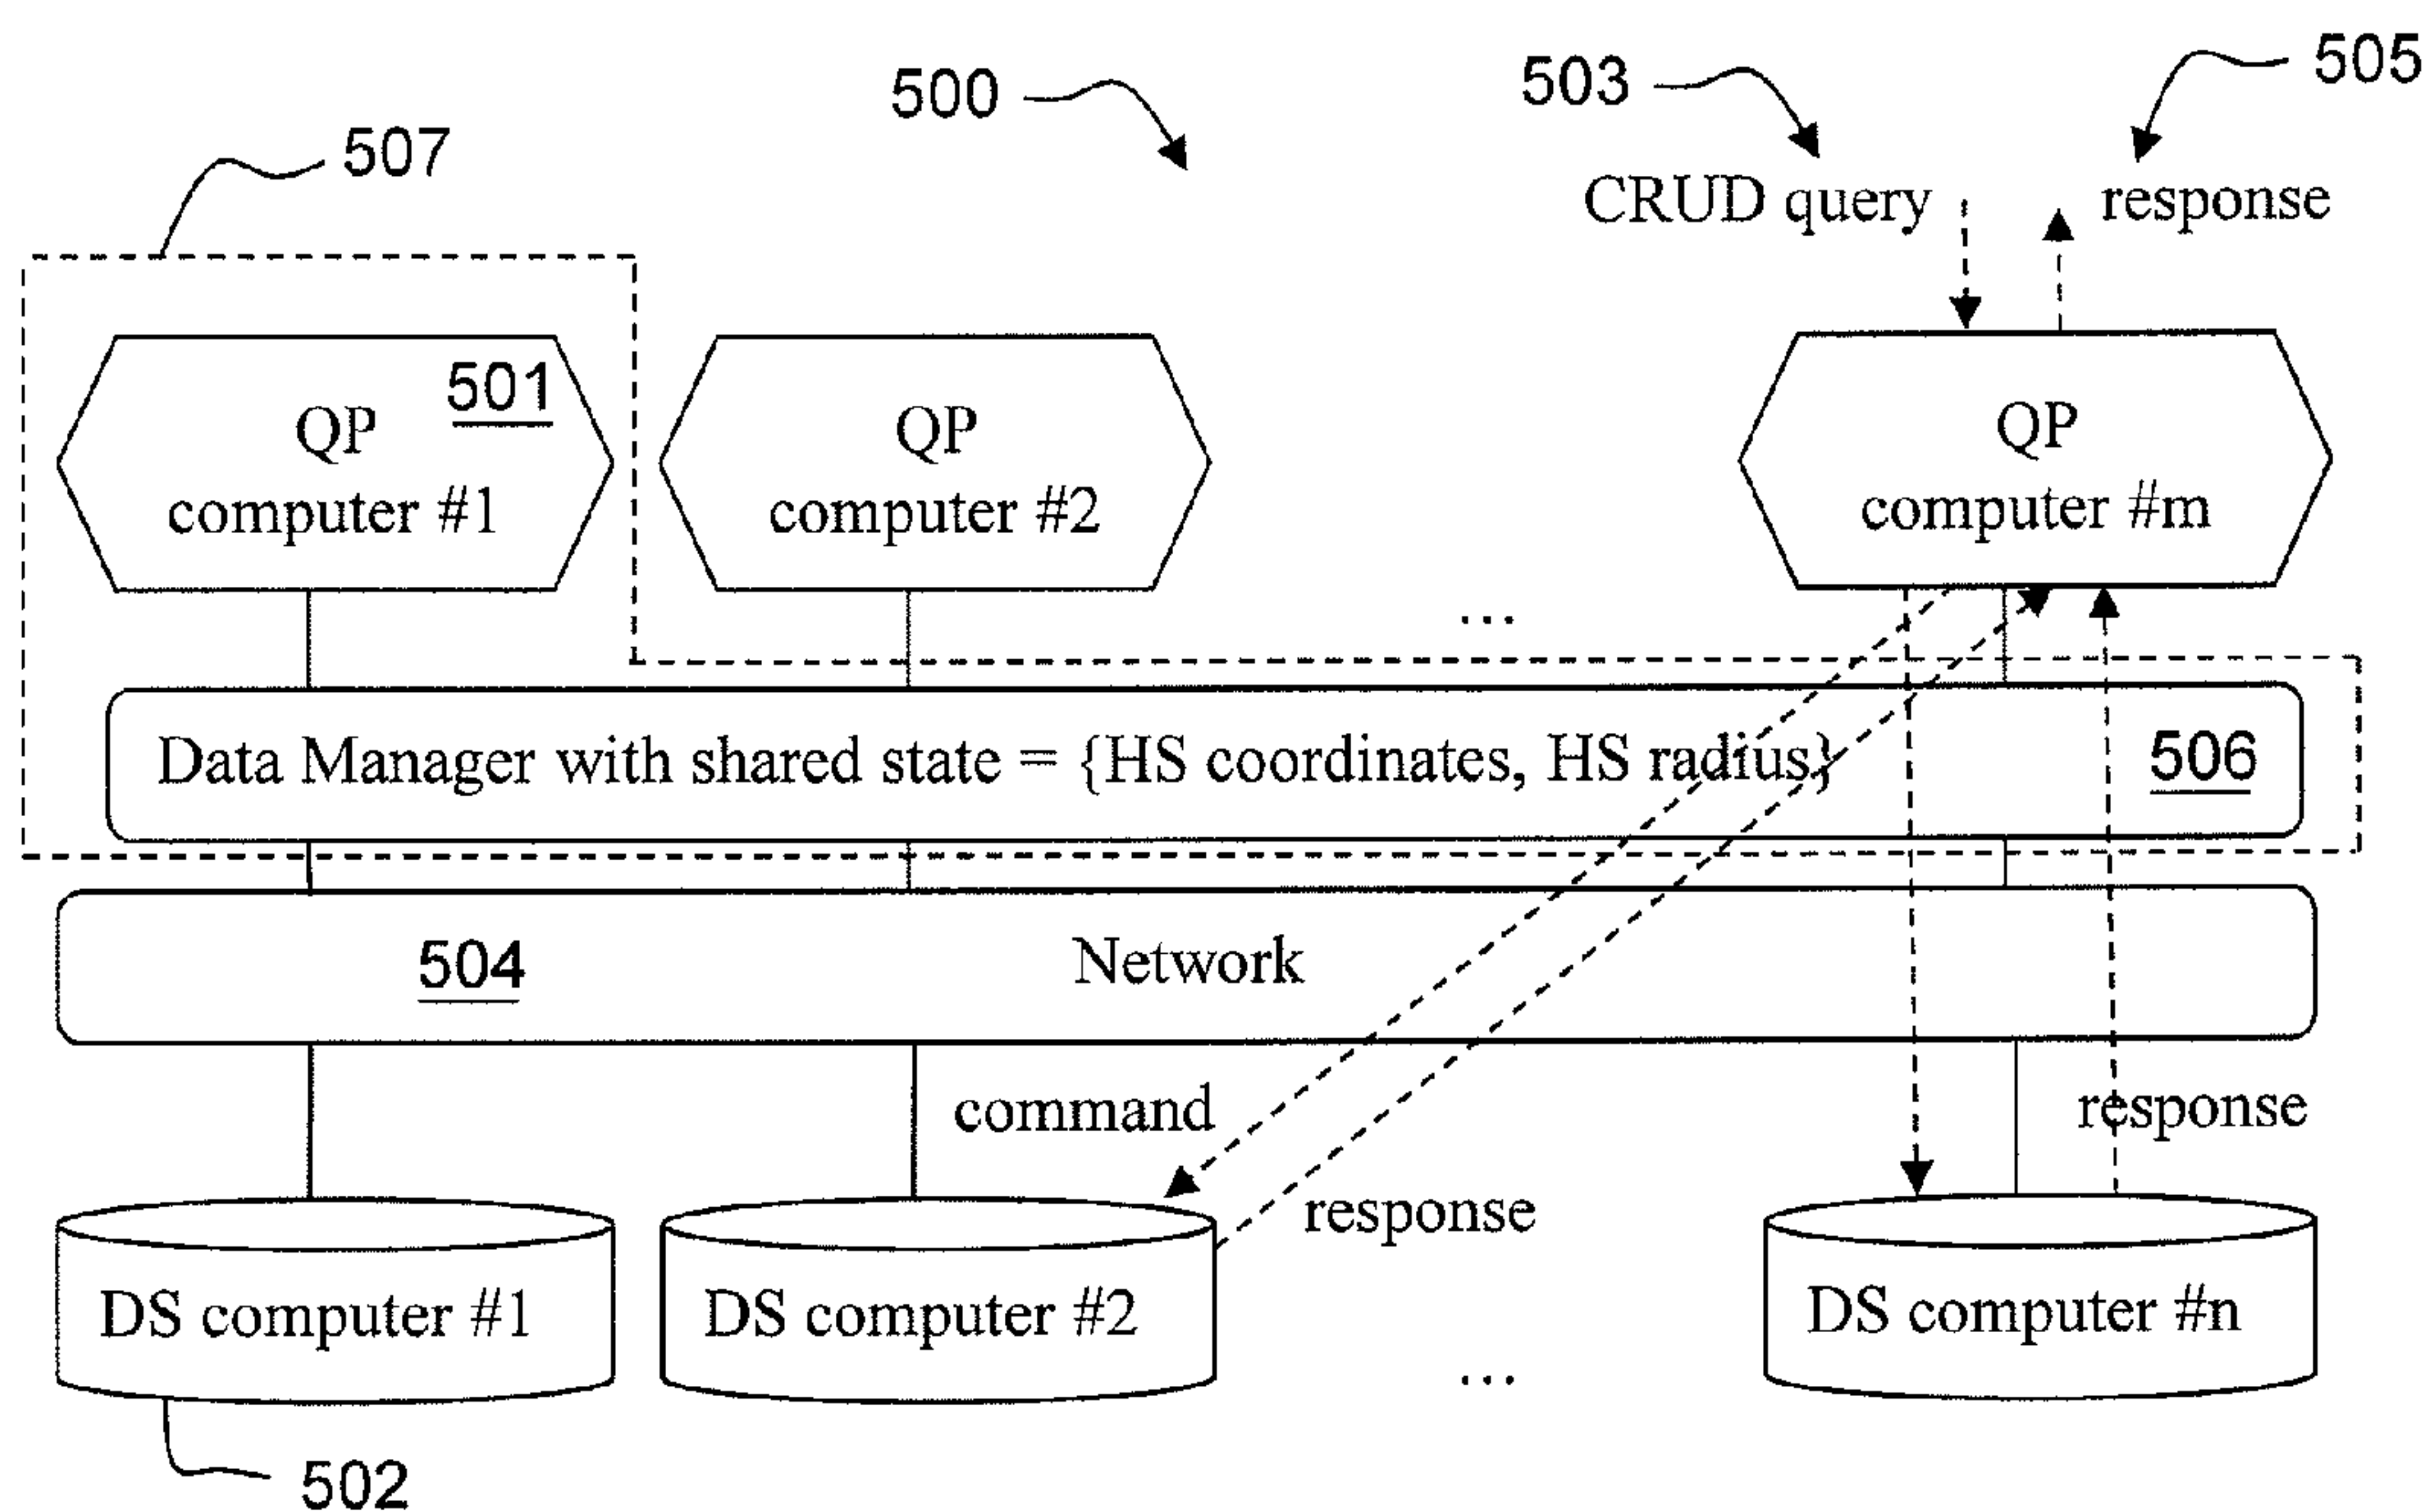 505
500
503
507
CRUD query
response
501
QP
computer #1
QP
computer #2
QP
computer #m
...
Data Manager with shared state = {HS coordinates, HS radius}
506
504
Network
command
response
response
DS computer #1
DS computer #2
...
DS computer #n
502